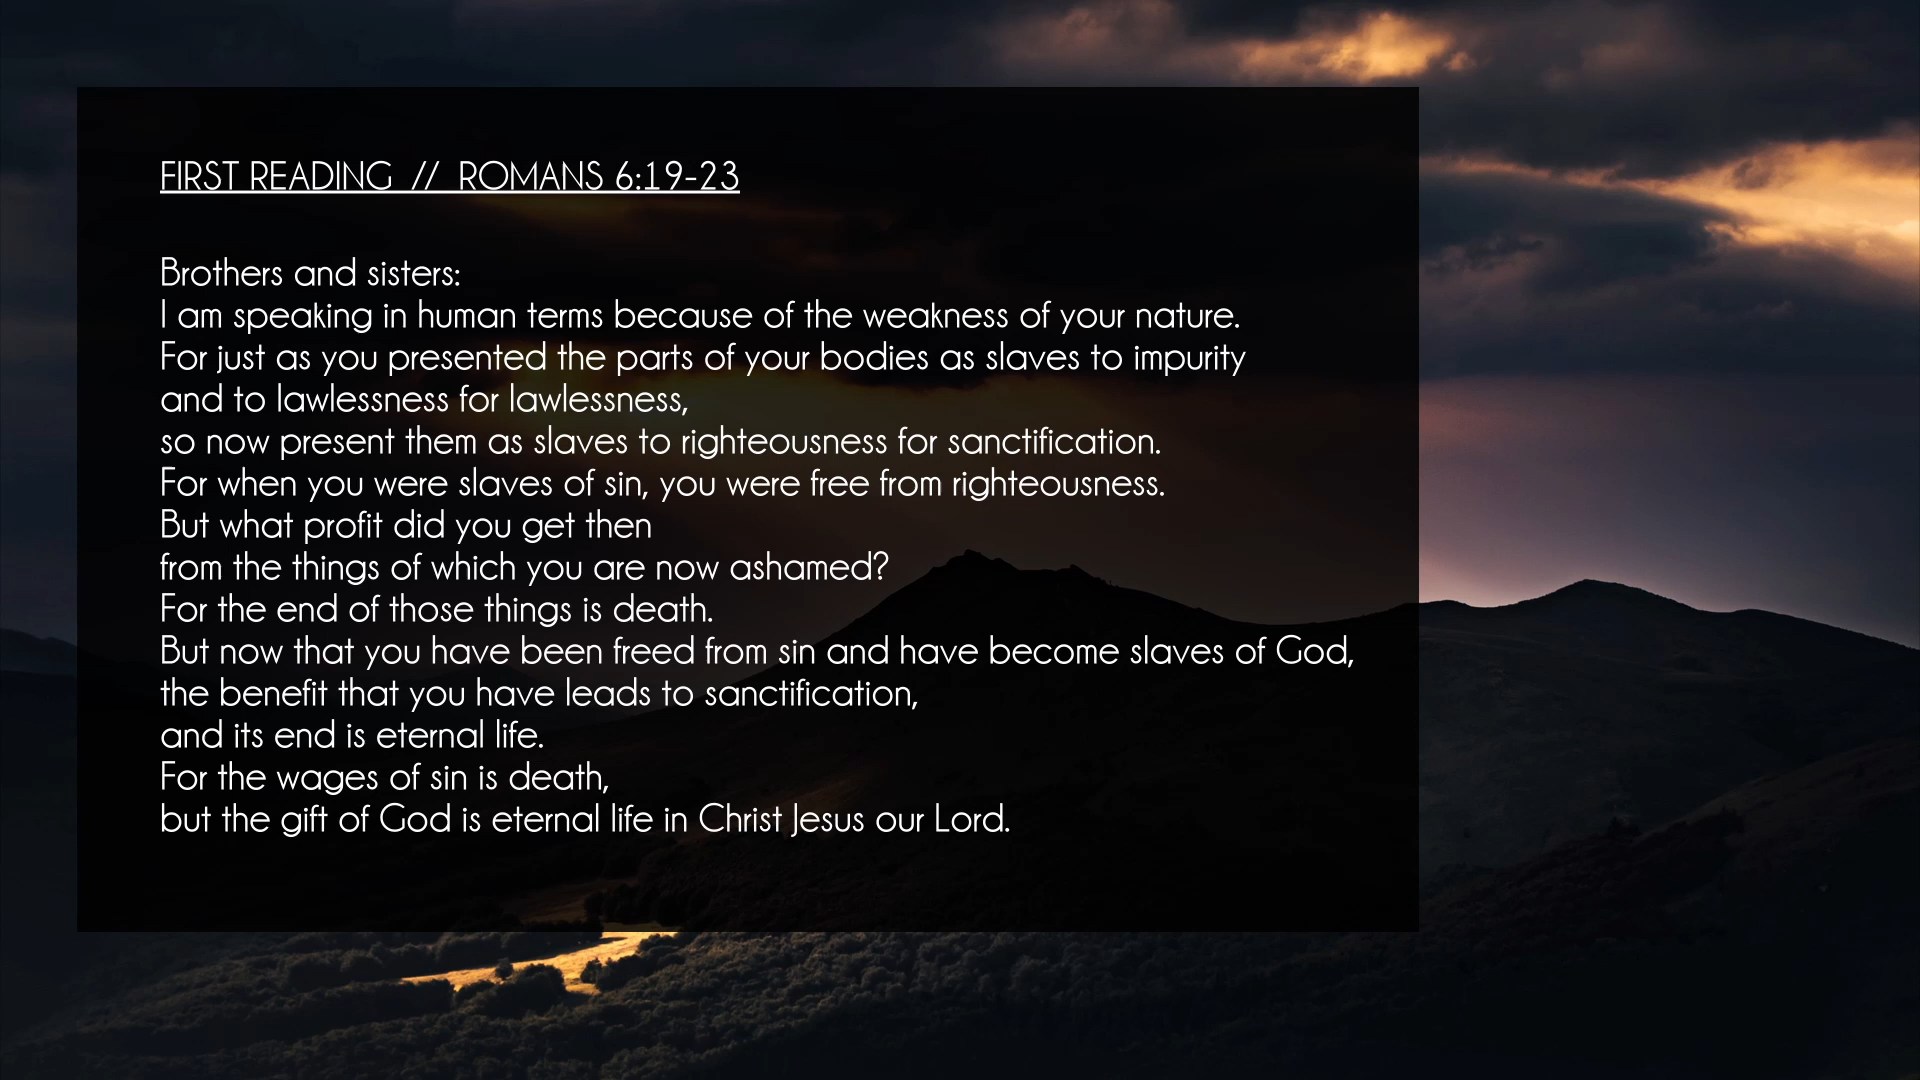 FIRST READING // ROMANS 6:19-23
Brothers and sisters:
I am speaking in human terms because of the weakness of your nature.
For just as you presented the parts of your bodies as slaves to impurity
and to lawlessness for lawlessness,
so now present them as slaves to righteousness for sanctification.
For when you were slaves of sin, you were free from righteousness.
But what profit did you get then
from the things of which you are now ashamed?
For the end of those things is death.
But now that you have been freed from sin and have become slaves of God,
the benefit that you have leads to sanctification,
and its end is eternal life.
For the wages of sin is death,
but the gift of God is eternal life in Christ Jesus our Lord.